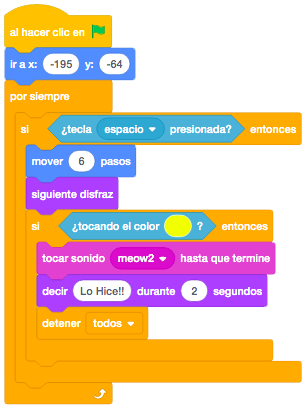 al hacer clic en
ir a x: -195 y: -64
por siempre
si ¿tecla espacio presionada? entonces
mover 6 pasos
siguiente disfraz
si ¿tocando el color ? entonces
tocar sonido meow2 hasta que termine
decir Lo Hice!! durante 2 segundos
detener todos